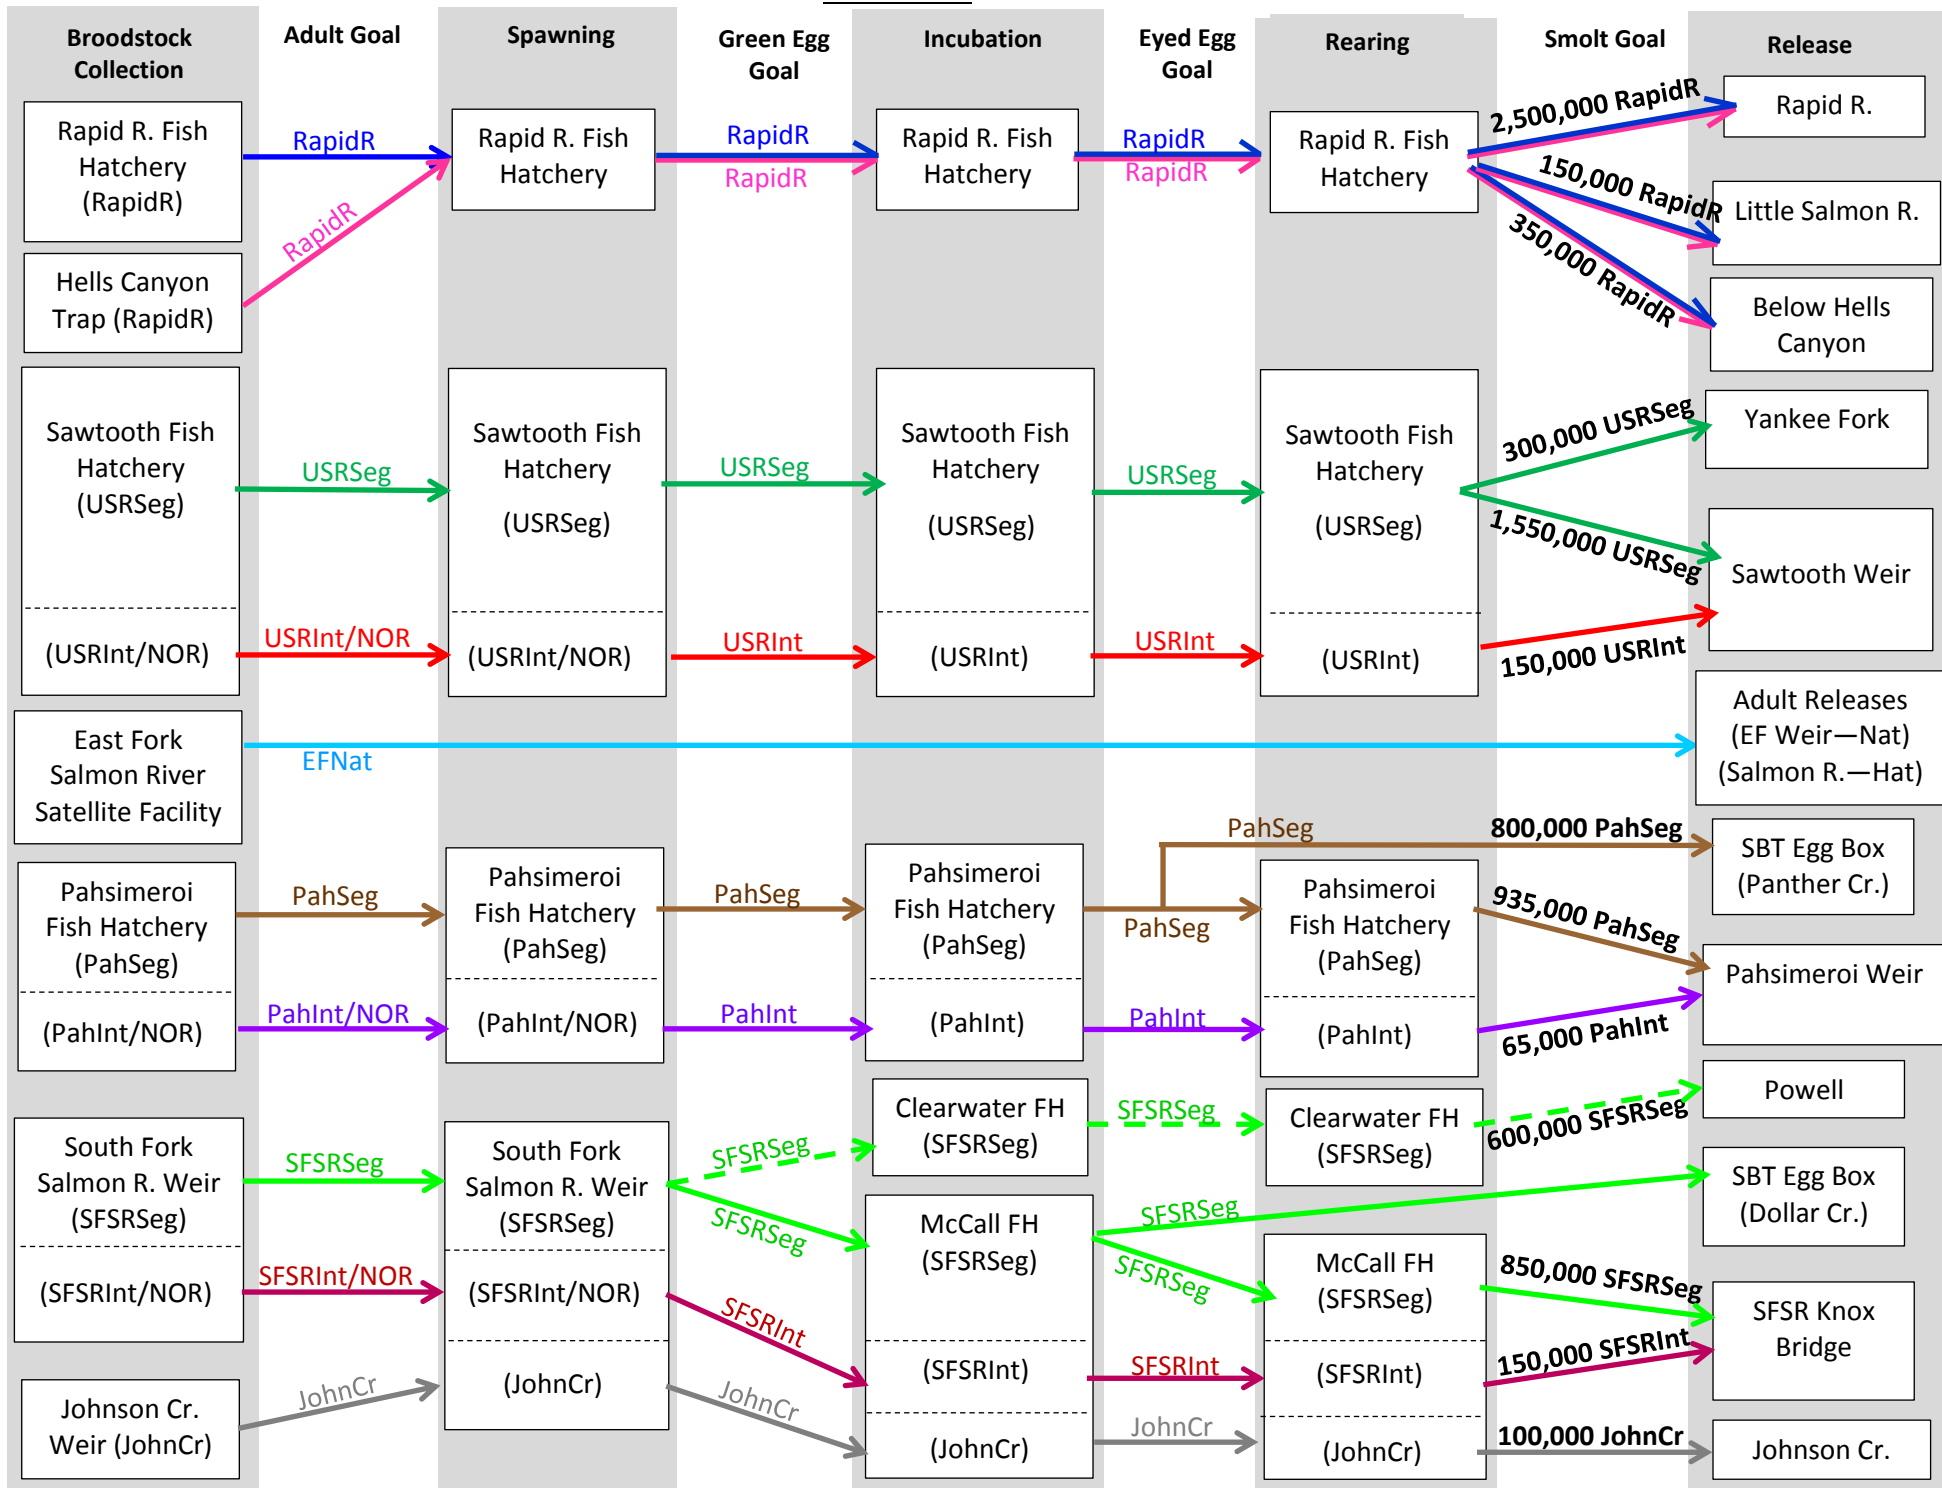 Broodstock
Collection
Adult Goal
Spawning
Green Egg
Goal
Incubation
Eyed Egg
Goal
Rearing
Smolt Goal
Release
Rapid R. Fish
Hatchery
(RapidR)
RapidR
Rapid R. Fish
Hatchery
RapidR
RapidR
Rapid R. Fish
Hatchery
RapidR
RapidR
Rapid R. Fish
Hatchery
2,500,000 RapidR
Rapid R.
150,000 RapidR
Little Salmon R.
350,000 RapidR
Below Hells
Canyon
Hells Canyon
Trap (RapidR)
RapidR
Sawtooth Fish
Hatchery
(USRSeg)
USRSeg
Sawtooth Fish
Hatchery
(USRSeg)
USRSeg
Sawtooth Fish
Hatchery
(USRSeg)
USRSeg
Sawtooth Fish
Hatchery
(USRSeg)
300,000 USRSeg
Yankee Fork
1,550,000 USRSeg
Sawtooth Weir
(USRInt/NOR)
USRInt/NOR
(USRInt/NOR)
USRInt
(USRInt)
USRInt
(USRInt)
150,000 USRInt
East Fork
Salmon River
Satellite Facility
EFNat
Adult Releases
(EF Weir—Nat)
(Salmon R.—Hat)
Pahsimeroi
Fish Hatchery
(PahSeg)
PahSeg
Pahsimeroi
Fish Hatchery
(PahSeg)
PahSeg
Pahsimeroi
Fish Hatchery
(PahSeg)
PahSeg
800,000 PahSeg
SBT Egg Box
(Panther Cr.)
PahSeg
Pahsimeroi
Fish Hatchery
(PahSeg)
935,000 PahSeg
Pahsimeroi Weir
(PahInt/NOR)
PahInt/NOR
(PahInt/NOR)
PahInt
(PahInt)
PahInt
(PahInt)
65,000 PahInt
South Fork
Salmon R. Weir
(SFSRSeg)
SFSRSeg
South Fork
Salmon R. Weir
(SFSRSeg)
SFSRSeg
Clearwater FH
(SFSRSeg)
SFSRSeg
Clearwater FH
(SFSRSeg)
600,000 SFSRSeg
Powell
SFSRSeg
McCall FH
(SFSRSeg)
SFSRSeg
SBT Egg Box
(Dollar Cr.)
SFSRSeg
McCall FH
(SFSRSeg)
850,000 SFSRSeg
SFSR Knox
Bridge
(SFSRInt/NOR)
SFSRInt/NOR
(SFSRInt/NOR)
SFSRInt
(SFSRInt)
SFSRInt
(SFSRInt)
150,000 SFSRInt
Johnson Cr.
Weir (JohnCr)
JohnCr
(JohnCr)
JohnCr
(JohnCr)
JohnCr
(JohnCr)
100,000 JohnCr
Johnson Cr.